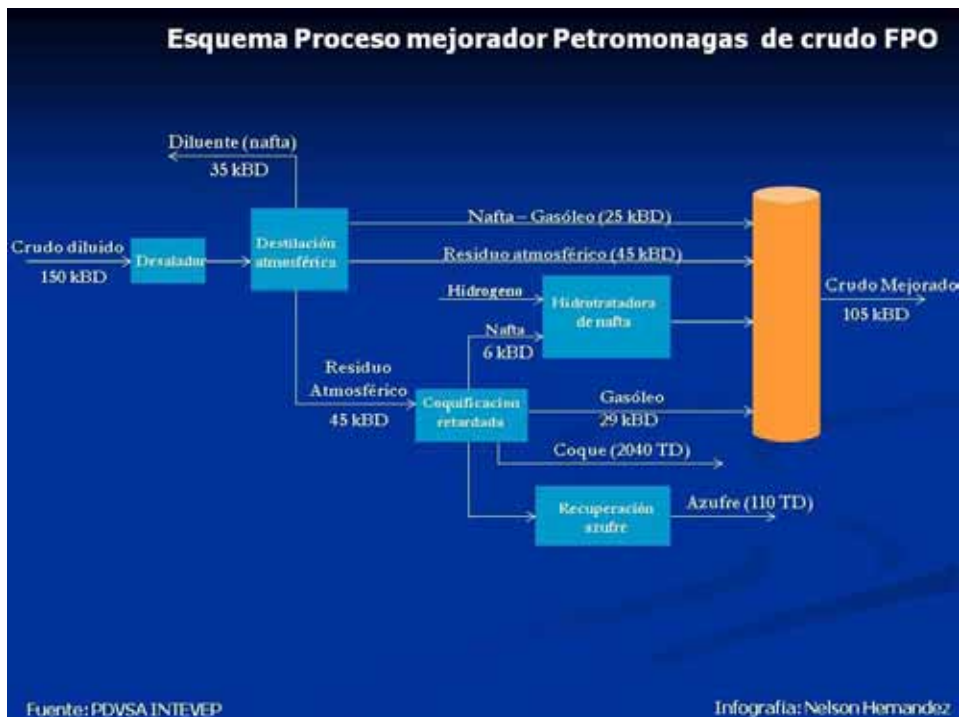 Esquema Proceso mejorador Petromonagas de crudo FPO
Diluente (nafta)
35 kBD
Crudo diluido
150 kBD
Desalador
Destilación
atmosférica
Nafta – Gasóleo (25 kBD)
Residuo atmosférico (45 kBD)
Hidrogeno
Hidrotratadora
de nafta
Nafta
6 kBD
Crudo Mejorado
105 kBD
Residuo
Atmosférico
45 kBD
Coquificacion
retardada
Gasóleo
29 kBD
Coque (2040 TD)
Recuperación
azufre
Azufre (110 TD)
Fuente: PDVSA INTEVEP
Infografía: Nelson Hernandez